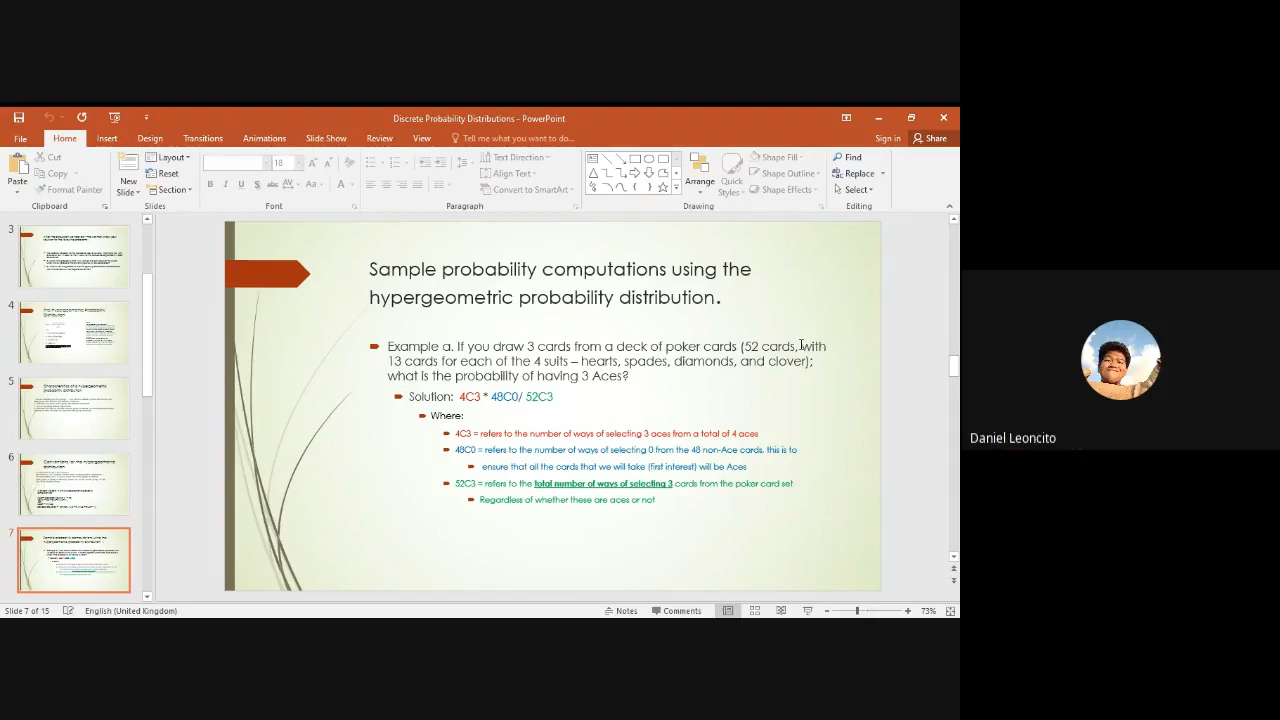 Discrete Probability Distributions - PowerPoint
File Home Insert Design Transitions Animations Slide Show Review View Tell me what you want to do... Sign in Share
Paste
Cut
Copy
Format Painter
Clipboard
New Slide
Layout
Reset
Section
Slides
18
B I U S abc AV Aa A
Font
Text Direction
Align Text
Convert to SmartArt
Paragraph
Arrange
Quick Styles
Shape Fill
Shape Outline
Shape Effects
Drawing
Find
Replace
Select
Editing
3
4
5
6
7
Sample probability computations using the
hypergeometric probability distribution.
Example a. If you draw 3 cards from a deck of poker cards (52 cards, with
13 cards for each of the 4 suits – hearts, spades, diamonds, and clover);
what is the probability of having 3 Aces?
Solution: 4C3 * 48C0/ 52C3
Where:
4C3 = refers to the number of ways of selecting 3 aces from a total of 4 aces
48C0 = refers to the number of ways of selecting 0 from the 48 non-Ace cards, this is to
ensure that all the cards that we will take (first interest) will be Aces
52C3 = refers to the total number of ways of selecting 3 cards from the poker card set
Regardless of whether these are aces or not
Daniel Leoncito
Slide 7 of 15 English (United Kingdom) Notes Comments 73%